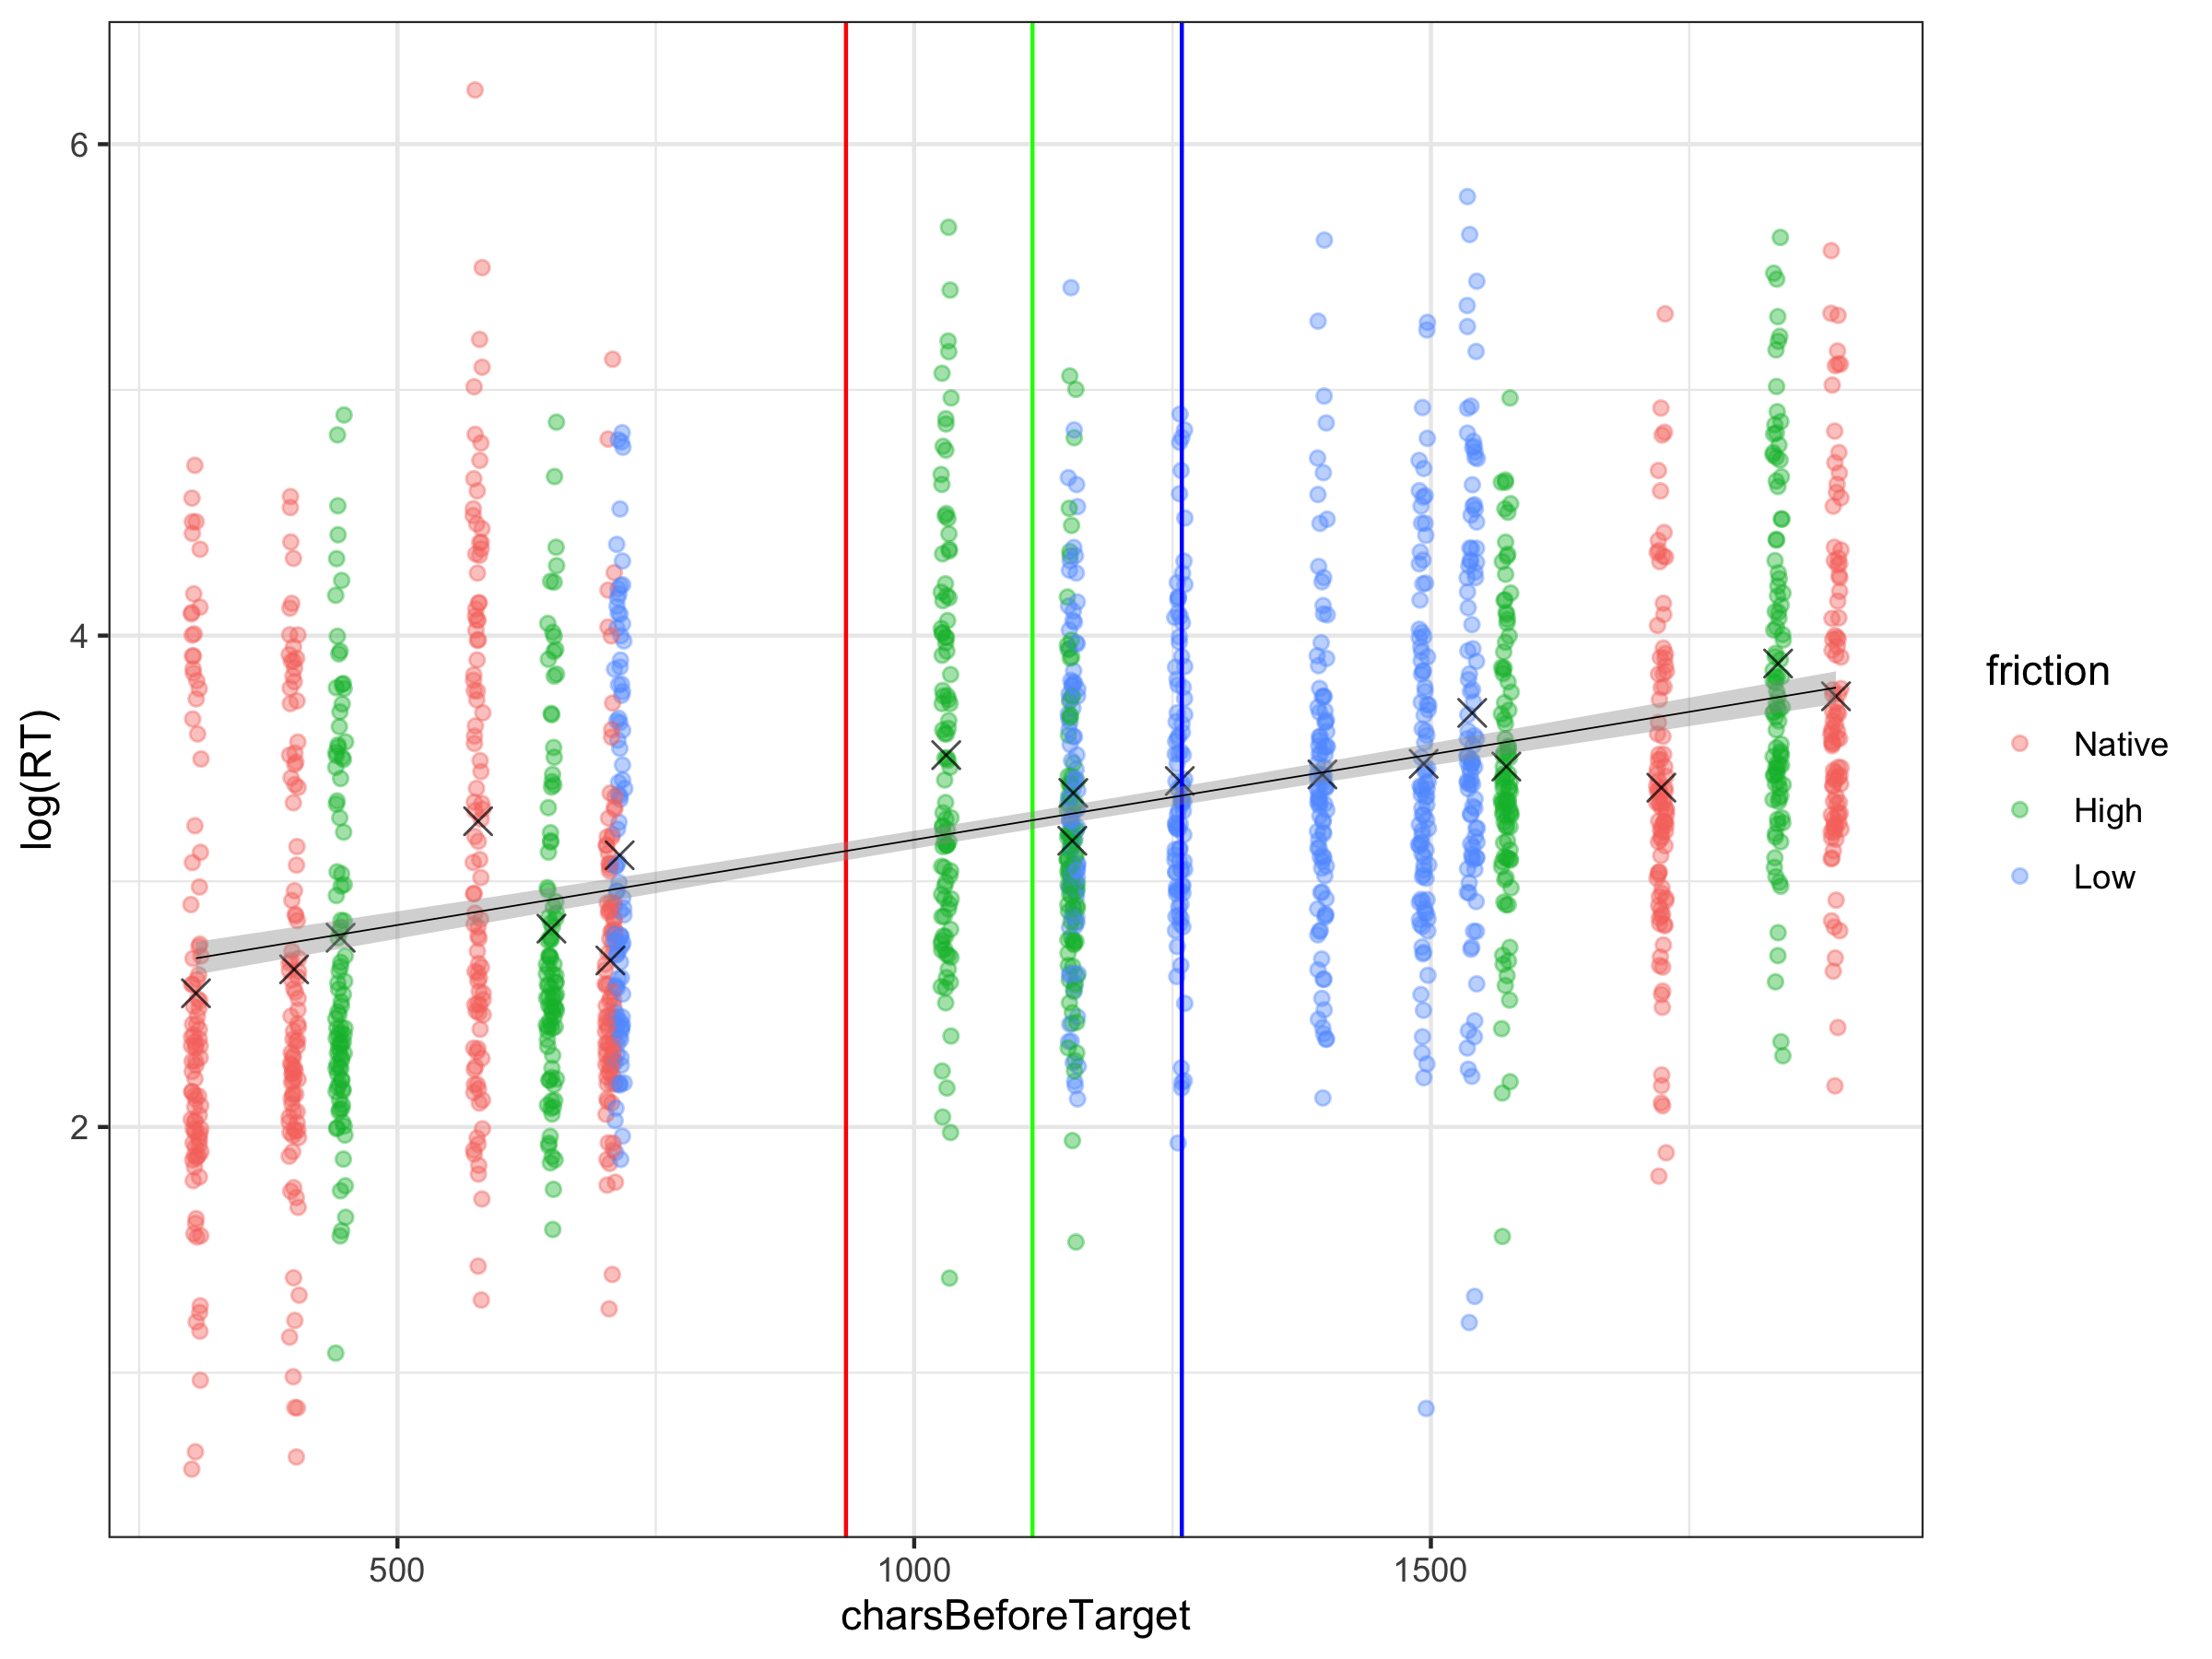 6
4
2
log(RT)
500
1000
1500
charsBeforeTarget
friction
Native
High
Low